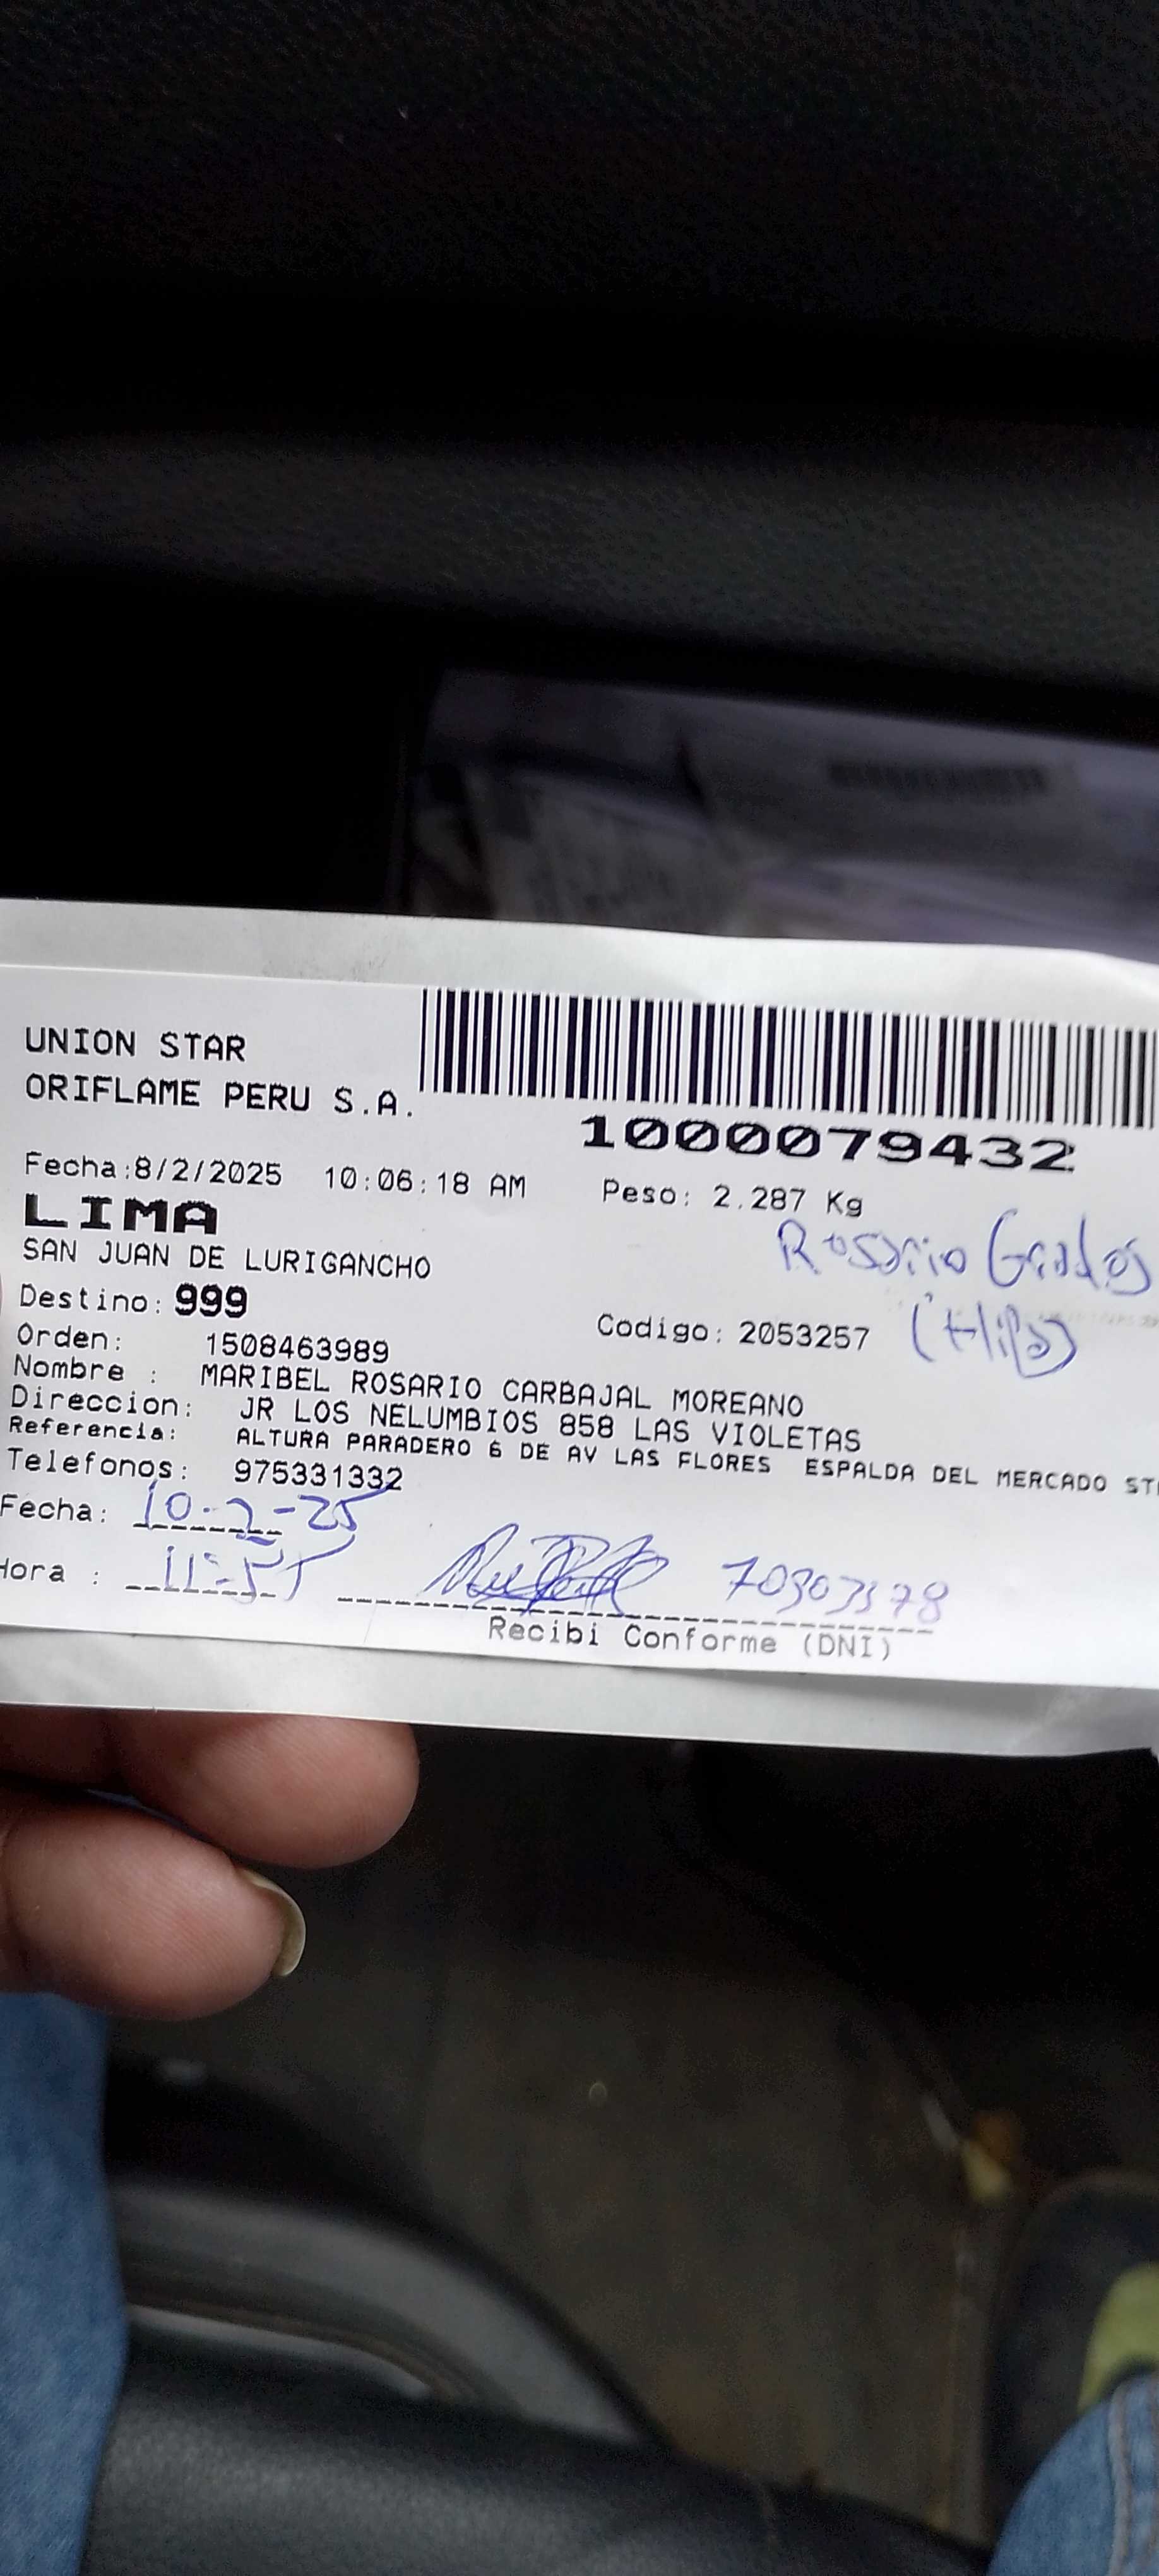 UNION STAR
ORIFLAME PERU S.A.
1000079432
Fecha:8/2/2025 10:06:18 AM Peso: 2.287 Kg
LIMA
Rosario Grados
SAN JUAN DE LURIGANCHO
Destino: 999
Codigo: 2053257 (Hija)
Orden: 1508463989
Nombre : MARIBEL ROSARIO CARBAJAL MOREANO
Direccion: JR LOS NELUMBIOS 858 LAS VIOLETAS
Referencia: ALTURA PARADERO 6 DE AV LAS FLORES ESPALDA DEL MERCADO
Telefonos: 975331332
Fecha: 10-2-25
Hora : 11:55
Recibi Conforme (DNI)